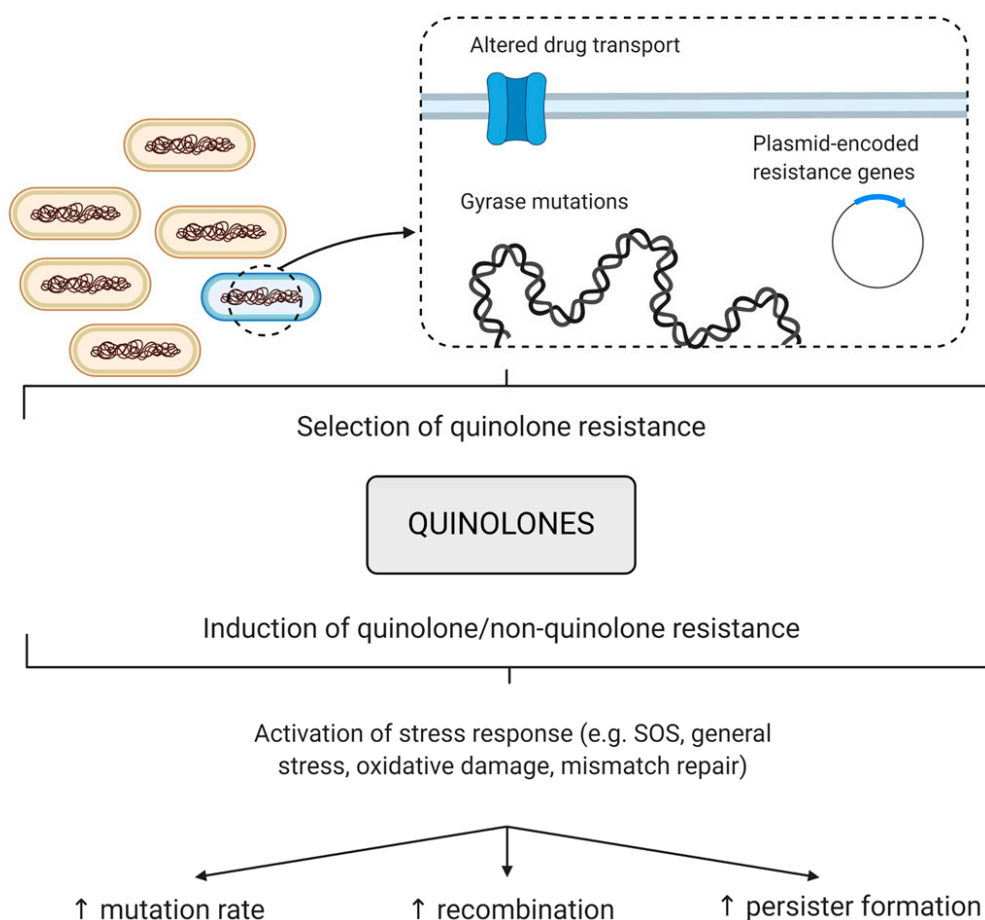 Altered drug transport
Plasmid-encoded
resistance genes
Gyrase mutations
Selection of quinolone resistance
QUINOLONES
Induction of quinolone/non-quinolone resistance
Activation of stress response (e.g. SOS, general
stress, oxidative damage, mismatch repair)
↑ mutation rate
↑ recombination
↑ persister formation